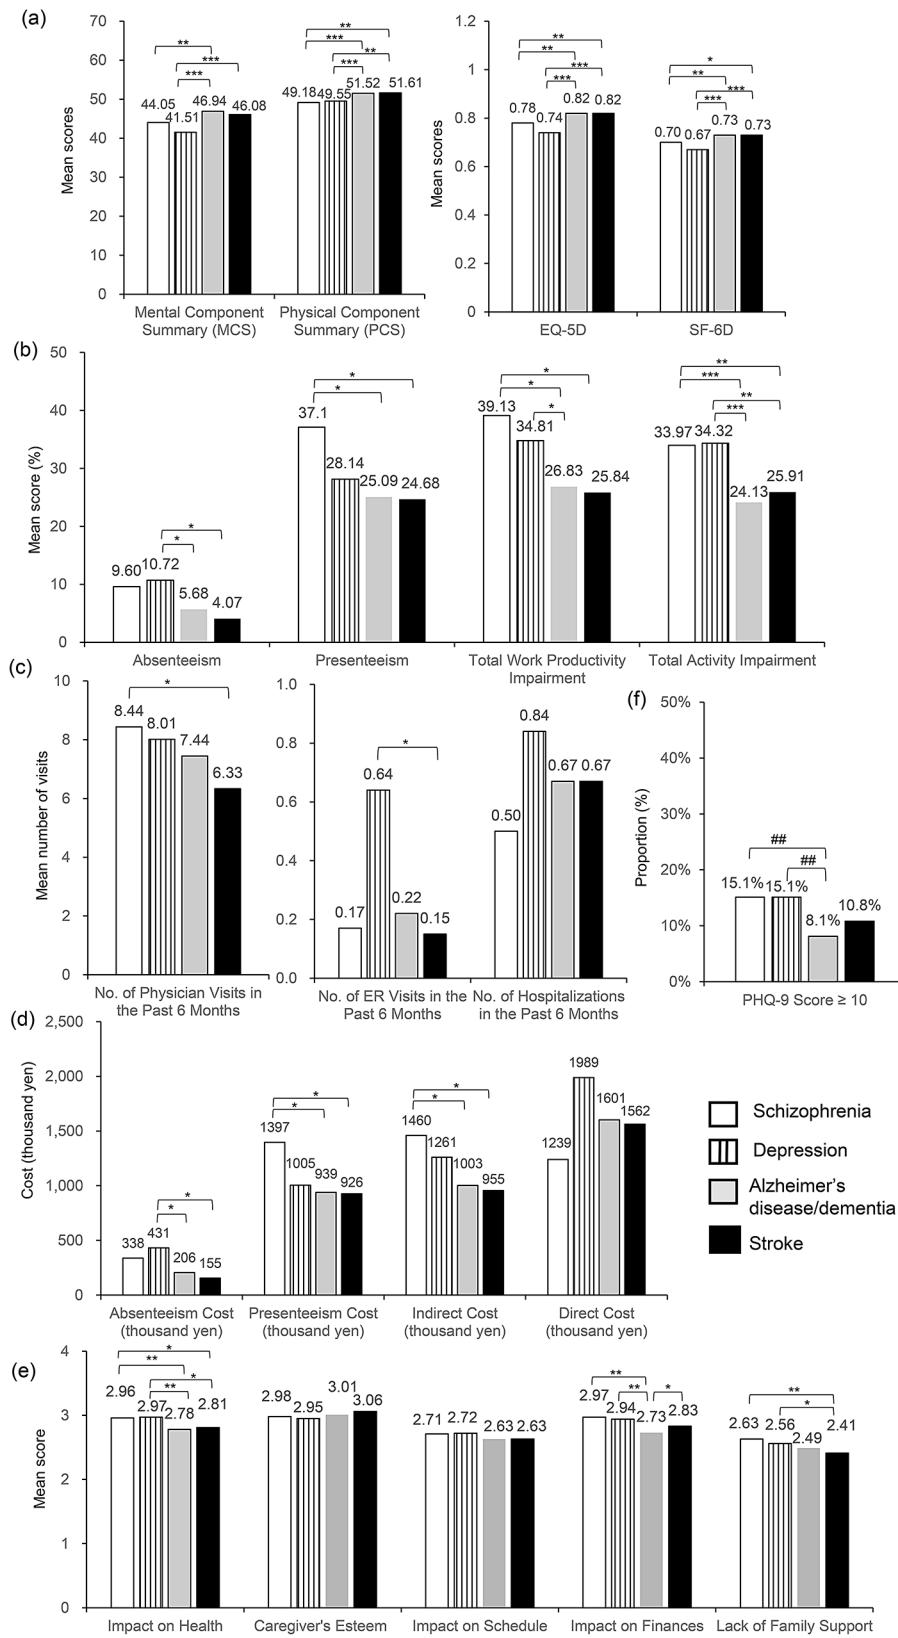 (a)
70
60
50
40
30
20
10
0
Mean scores
** *** ***
44.05 41.51 46.94 46.08
** *** ** ***
49.18 49.55 51.52 51.61
Mental Component
Summary (MCS)
Physical Component
Summary (PCS)
1.2
1
0.8
0.6
0.4
0.2
0
Mean scores
** ** *** ***
0.78 0.74 0.82 0.82
* ** *** ***
0.70 0.67 0.73 0.73
EQ-5D SF-6D
(b)
50
40
30
20
10
0
Mean score (%)
* *
9.60 10.72 5.68 4.07
* *
37.1 28.14 25.09 24.68
* * *
39.13 34.81 26.83 25.84
** *** ** ***
33.97 34.32 24.13 25.91
Absenteeism
Presenteeism
Total Work Productivity
Impairment
Total Activity Impairment
(c)
10
8
6
4
2
0
Mean number of visits
*
8.44 8.01 7.44 6.33
No. of Physician Visits in
the Past 6 Months
1.0
0.8
0.6
0.4
0.2
0.0
*
0.17 0.64 0.22 0.15
0.50 0.84 0.67 0.67
No. of ER Visits in the
Past 6 Months
No. of Hospitalizations
in the Past 6 Months
(f)
50%
40%
30%
20%
10%
0%
Proportion (%)
## ##
15.1% 15.1% 8.1% 10.8%
PHQ-9 Score ≥ 10
(d)
2,500
2,000
1,500
1,000
500
0
Cost (thousand yen)
* *
338 431 206 155
* *
1397 1005 939 926
* *
1460 1261 1003 955
1239 1989 1601 1562
Absenteeism Cost
(thousand yen)
Presenteeism Cost
(thousand yen)
Indirect Cost
(thousand yen)
Direct Cost
(thousand yen)
Schizophrenia
Depression
Alzheimer's
disease/dementia
Stroke
(e)
4
3
2
1
0
Mean score
* ** * **
2.96 2.97 2.78 2.81
2.98 2.95 3.01 3.06
2.71 2.72 2.63 2.63
** ** *
2.97 2.94 2.73 2.83
** *
2.63 2.56 2.49 2.41
Impact on Health
Caregiver's Esteem
Impact on Schedule
Impact on Finances
Lack of Family Support